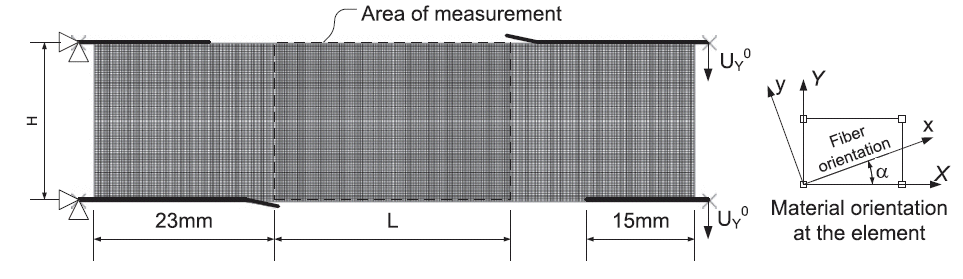 Area of measurement
U_Y^0
H
y
Y
x
Fiber
orientation
α
X
23mm
L
15mm
U_Y^0
Material orientation
at the element